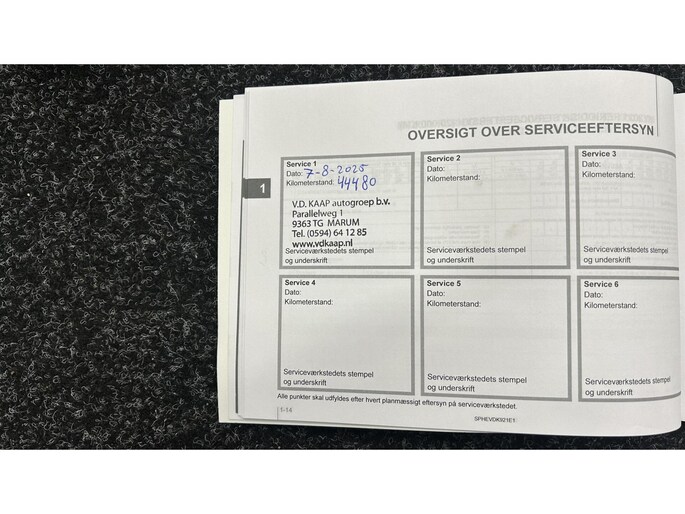 OVERSIGT OVER SERVICEEFTERSYN
1
Service 1
Dato: 7-8-2025
Kilometerstand: 44480
V.D. KAAP autogroep b.v.
Parallelweg 1
9363 TG MARUM
Tel. (0594) 64 12 85
www.vdkaap.nl
Serviceværkstedets stempel
og underskrift
Service 2
Dato:
Kilometerstand:
Serviceværkstedets stempel
og underskrift
Service 3
Dato:
Kilometerstand:
Serviceværkstedets stempel
og underskrift
Service 4
Dato:
Kilometerstand:
Serviceværkstedets stempel
og underskrift
Service 5
Dato:
Kilometerstand:
Serviceværkstedets stempel
og underskrift
Service 6
Dato:
Kilometerstand:
Serviceværkstedets stempel
og underskrift
Alle punkter skal udfyldes efter hvert planmæssigt eftersyn på serviceværkstedet.
1-14
SPHEVDK921E1